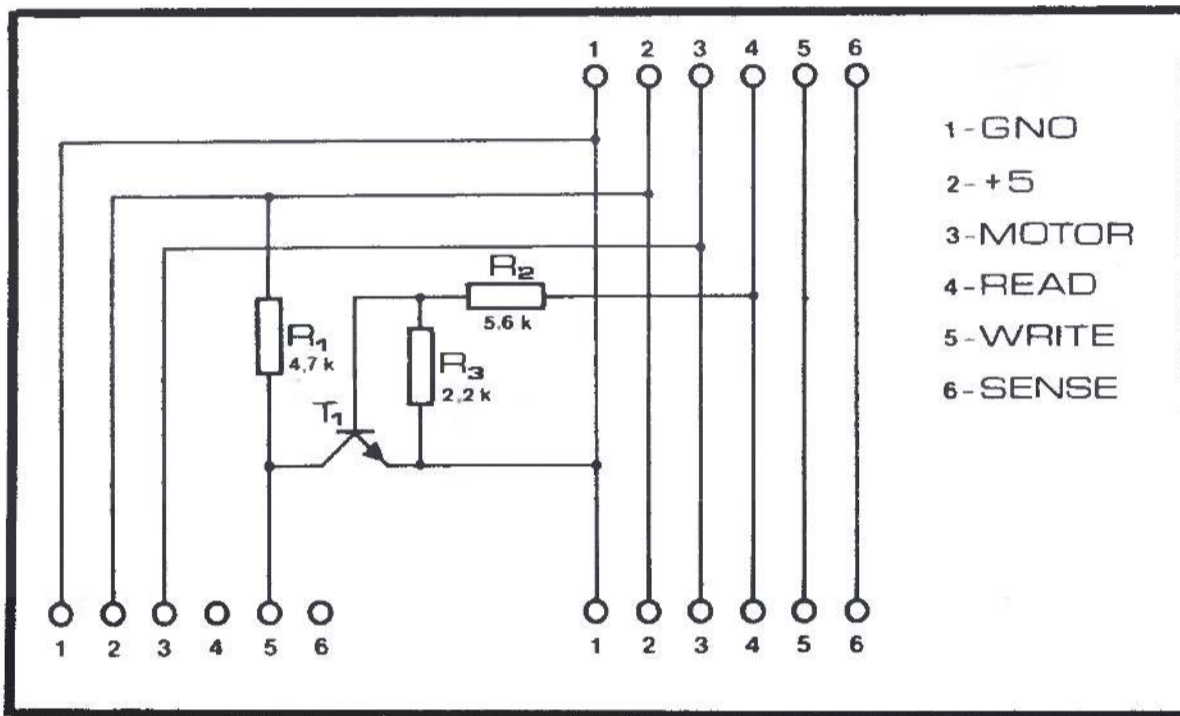 1 2 3 4 5 6
1-GNO
2-+5
3-MOTOR
4-READ
5-WRITE
6-SENSE
R2
5.6 k
R1
4,7 k
R3
2,2 k
T1
1 2 3 4 5 6 1 2 3 4 5 6